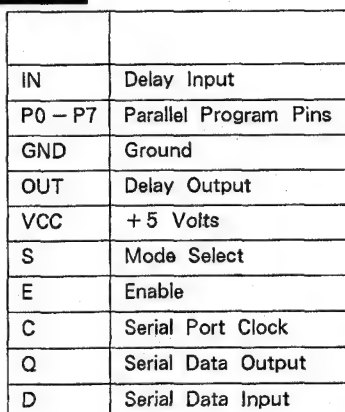 IN Delay Input
P0 – P7 Parallel Program Pins
GND Ground
OUT Delay Output
VCC +5 Volts
S Mode Select
E Enable
C Serial Port Clock
Q Serial Data Output
D Serial Data Input